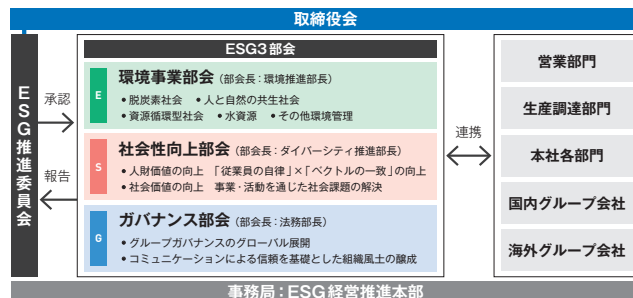 取締役会
ESG推進委員会
承認
報告
ESG3部会
E
環境事業部会（部会長：環境推進部長）
●脱炭素社会 ●人と自然の共生社会
●資源循環型社会 ●水資源 ●その他環境管理
S
社会性向上部会（部会長：ダイバーシティ推進部長）
●人財価値の向上 「従業員の自律」×「ベクトルの一致」の向上
●社会価値の向上 事業・活動を通じた社会課題の解決
G
ガバナンス部会（部会長：法務部長）
●グループガバナンスのグローバル展開
●コミュニケーションによる信頼を基礎とした組織風土の醸成
連携
営業部門
生産調達部門
本社各部門
国内グループ会社
海外グループ会社
事務局：ESG経営推進本部